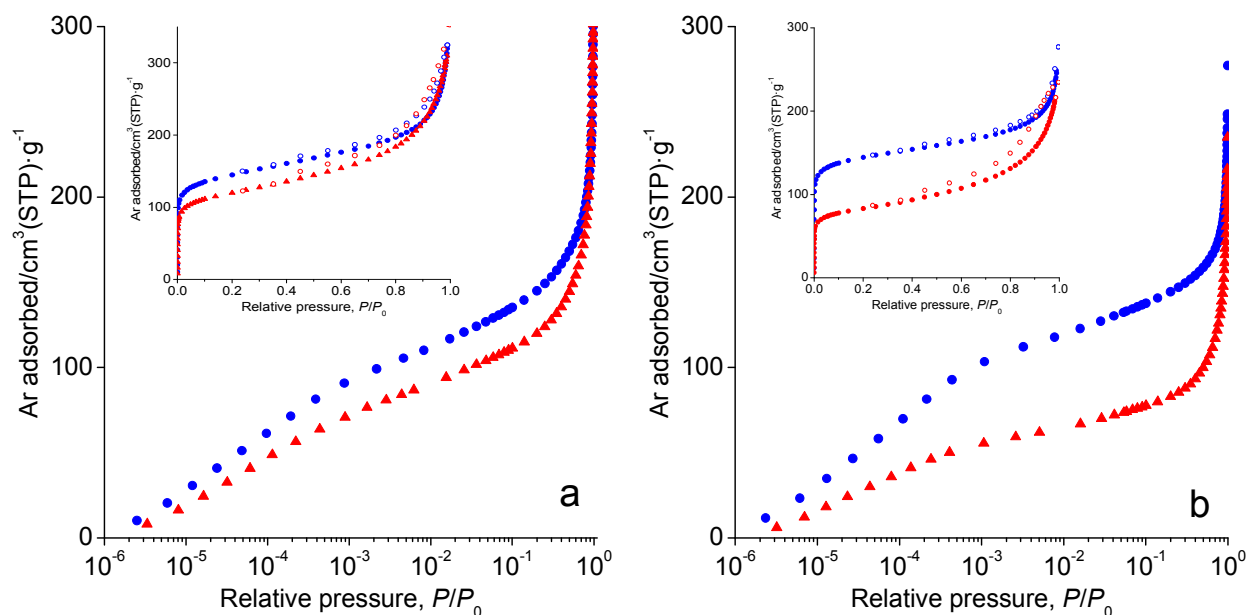 300
200
100
0
Ar adsorbed/cm³(STP)·g⁻¹
10⁻⁶ 10⁻⁵ 10⁻⁴ 10⁻³ 10⁻² 10⁻¹ 10⁰
Relative pressure, P/P₀
a
300
200
100
0
Ar adsorbed/cm³(STP)·g⁻¹
0.0 0.2 0.4 0.6 0.8 1.0
Relative pressure, P/P₀
300
200
100
0
Ar adsorbed/cm³(STP)·g⁻¹
10⁻⁶ 10⁻⁵ 10⁻⁴ 10⁻³ 10⁻² 10⁻¹ 10⁰
Relative pressure, P/P₀
b
300
200
100
0
Ar adsorbed/cm³(STP)·g⁻¹
0.0 0.2 0.4 0.6 0.8 1.0
Relative pressure, P/P₀